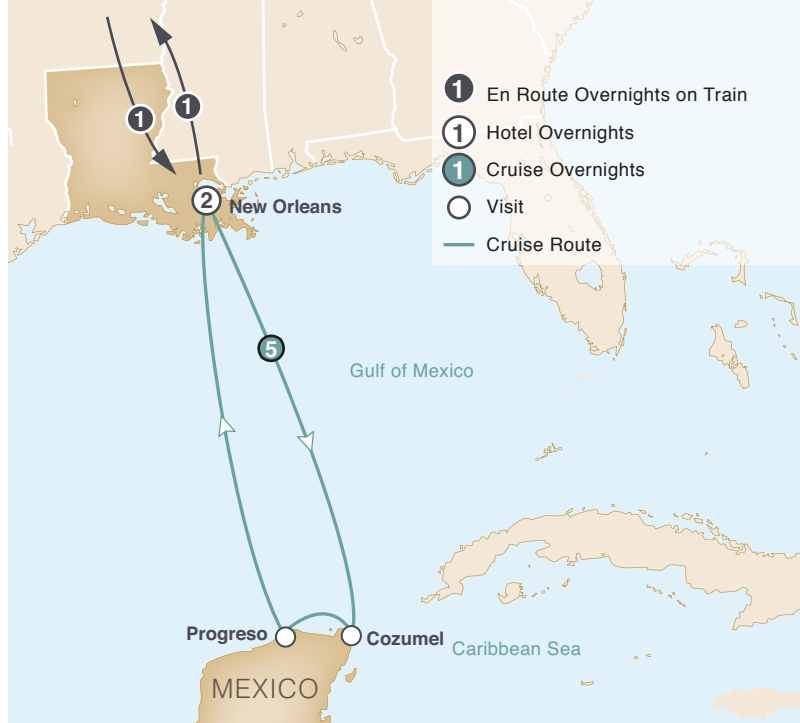 1 En Route Overnights on Train
1 Hotel Overnights
1 Cruise Overnights
Visit
Cruise Route
1
1
2
New Orleans
5
Gulf of Mexico
Progreso
Cozumel
Caribbean Sea
MEXICO